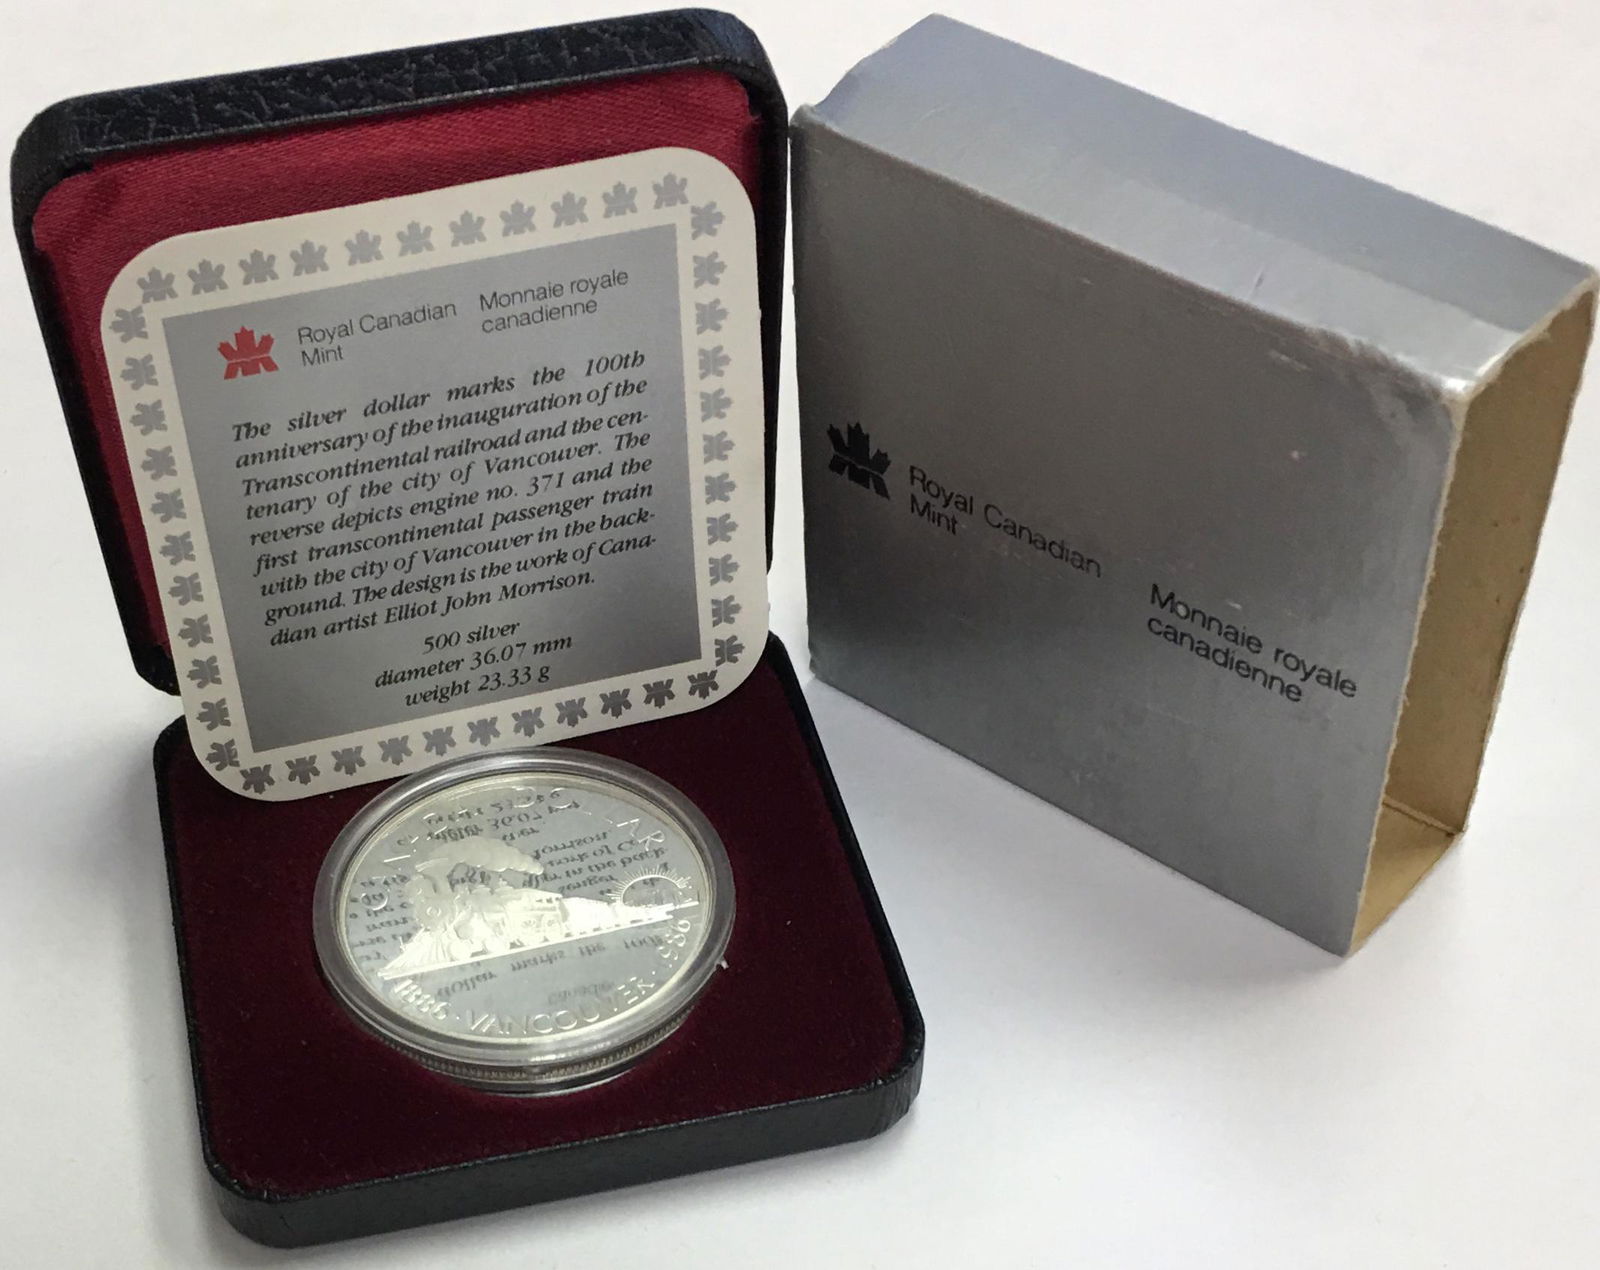 Royal Canadian
Mint
Monnaie royale
canadienne
The silver dollar marks the 100th
anniversary of the inauguration of the
Transcontinental railroad and the cen-
tenary of the city of Vancouver. The
reverse depicts engine no. 371 and the
first transcontinental passenger train
with the city of Vancouver in the back-
ground. The design is the work of Cana-
dian artist Elliot John Morrison.
500 silver
diameter 36.07 mm
weight 23.33 g
1886 · VANCOUVER · 1986
Royal Canadian
Mint
Monnaie royale
canadienne